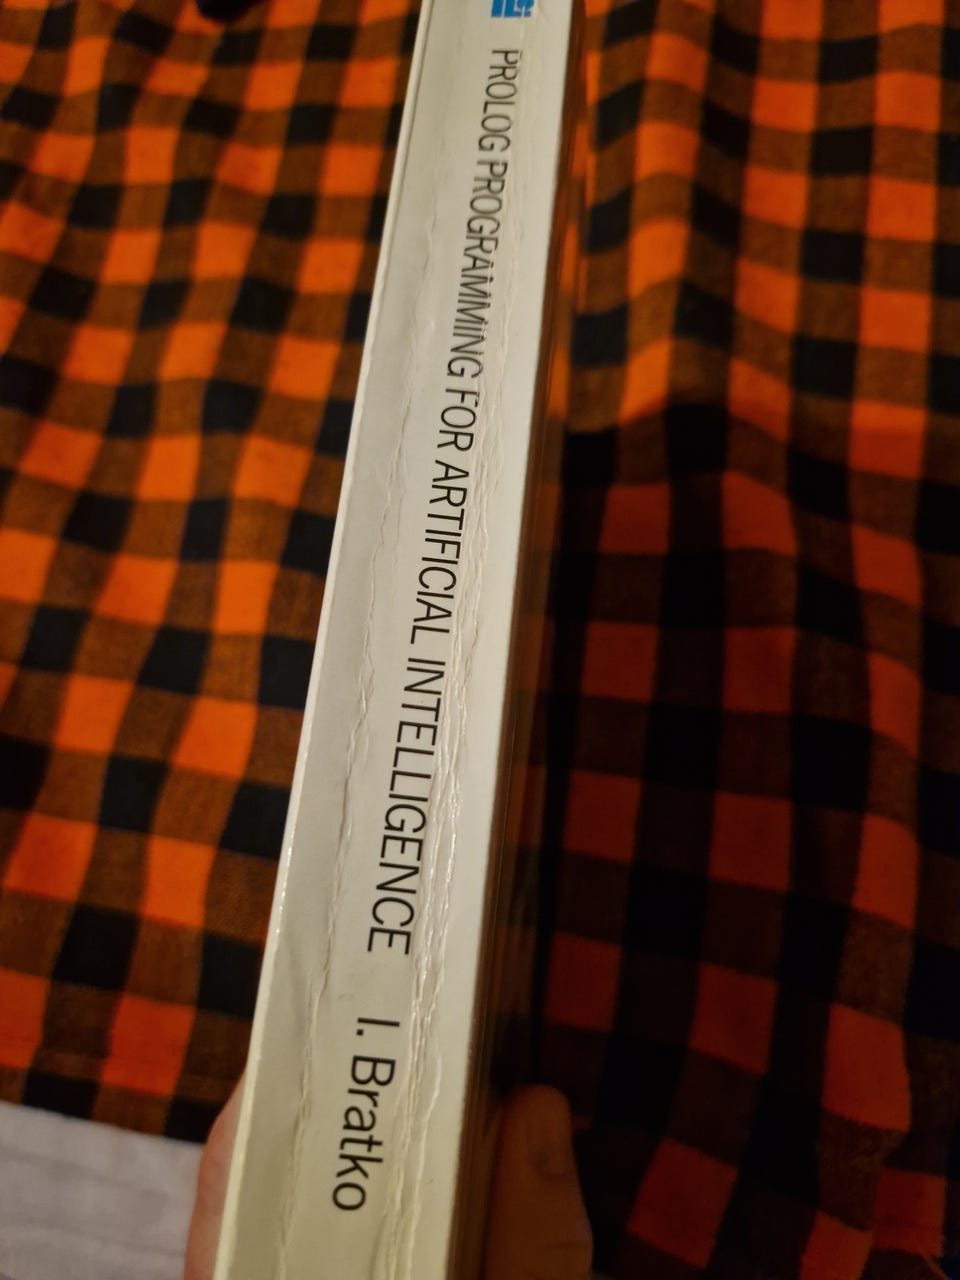 PROLOG PROGRAMMING FOR ARTIFICIAL INTELLIGENCE I. Bratko